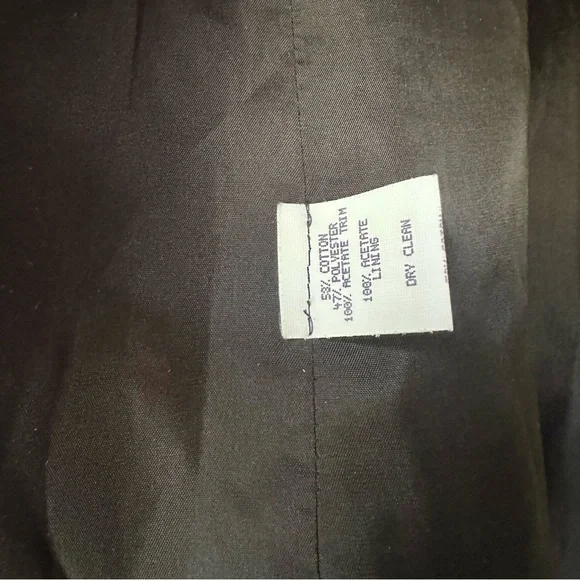 53% COTTON
47% POLYESTER
100% ACETATE TRIM
100% ACETATE
LINING
DRY CLEAN